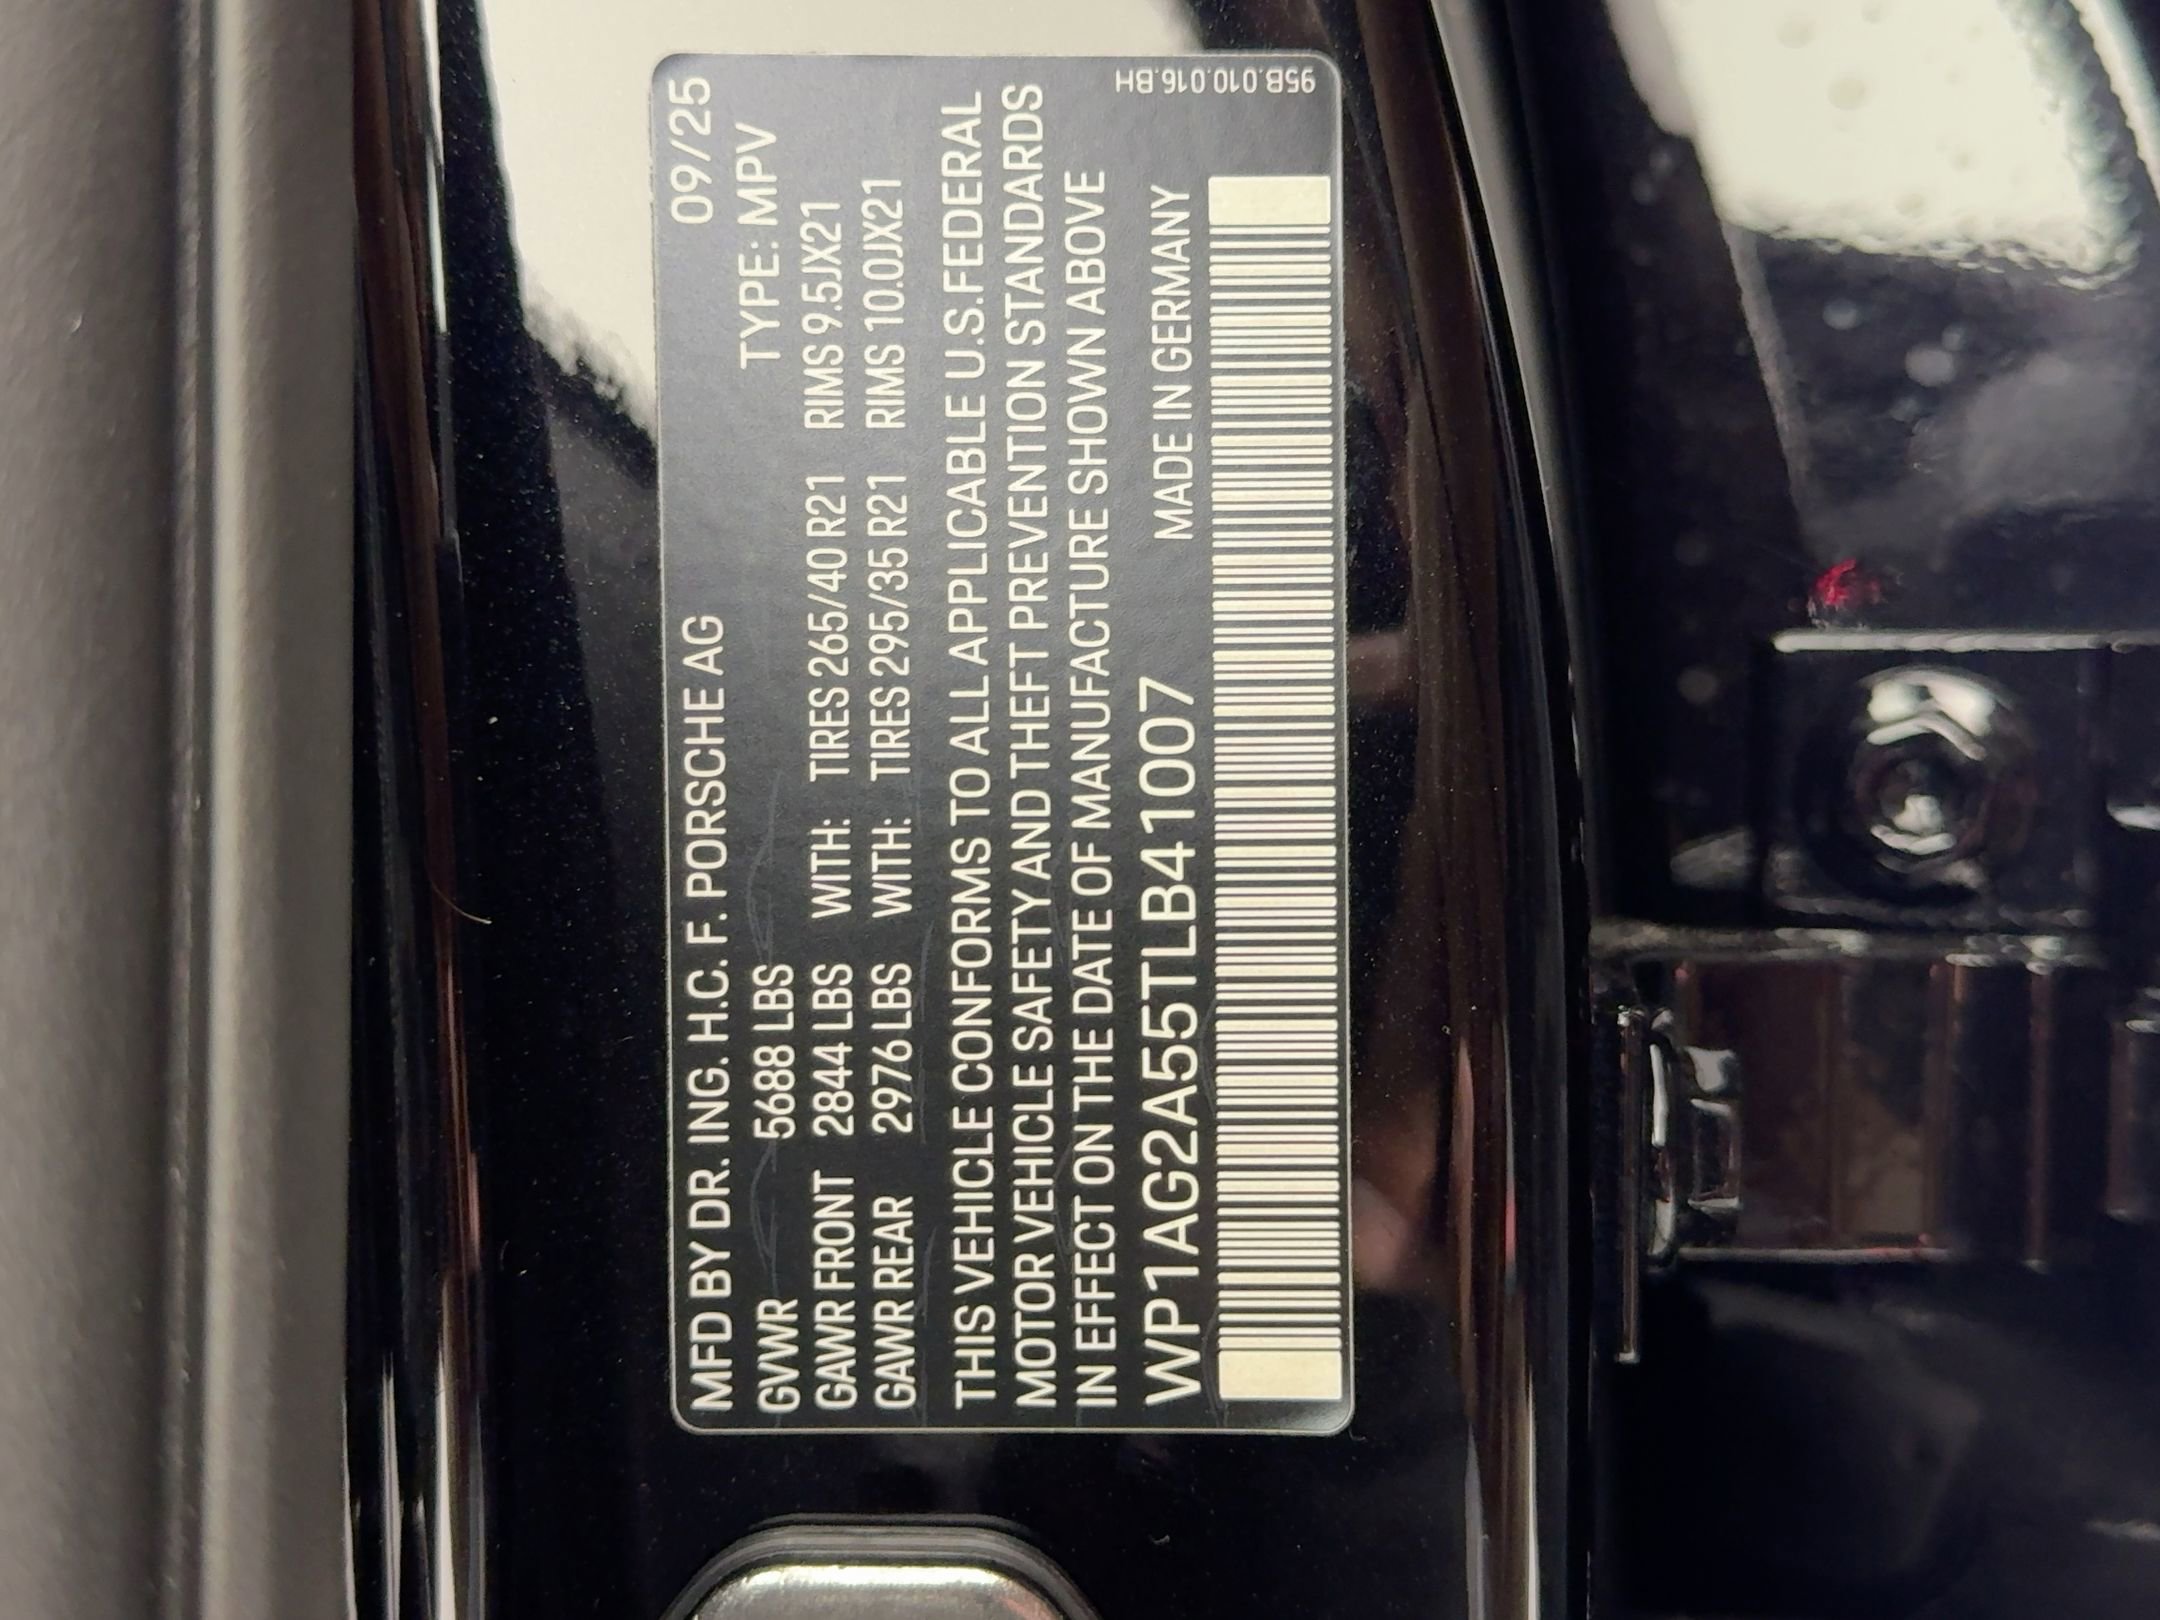 MFD BY DR. ING. H.C. F. PORSCHE AG 09/25
GVWR 5688 LBS TYPE: MPV
GAWR FRONT 2844 LBS WITH: TIRES 265/40 R21 RIMS 9.5JX21
GAWR REAR 2976 LBS WITH: TIRES 295/35 R21 RIMS 10.0JX21
THIS VEHICLE CONFORMS TO ALL APPLICABLE U.S.FEDERAL
MOTOR VEHICLE SAFETY AND THEFT PREVENTION STANDARDS
IN EFFECT ON THE DATE OF MANUFACTURE SHOWN ABOVE
WP1AG2A55TLB41007 MADE IN GERMANY
95B.010.016.BH